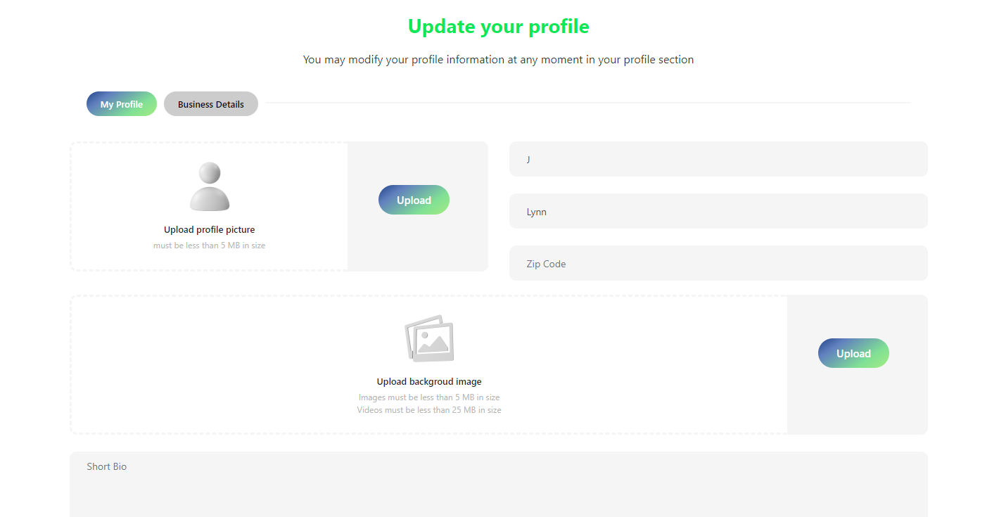 Update your profile
You may modify your profile information at any moment in your profile section
My Profile
Business Details
Upload profile picture
must be less than 5 MB in size
Upload
J
Lynn
Zip Code
Upload backgroud image
Images must be less than 5 MB in size
Videos must be less than 25 MB in size
Upload
Short Bio